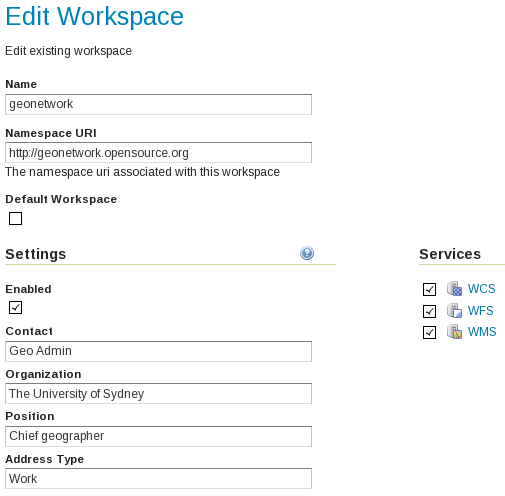 Edit Workspace
Edit existing workspace
Name
geonetwork
Namespace URI
http://geonetwork.opensource.org
The namespace uri associated with this workspace
Default Workspace
Settings
Enabled
Contact
Geo Admin
Organization
The University of Sydney
Position
Chief geographer
Address Type
Work
Services
WCS
WFS
WMS